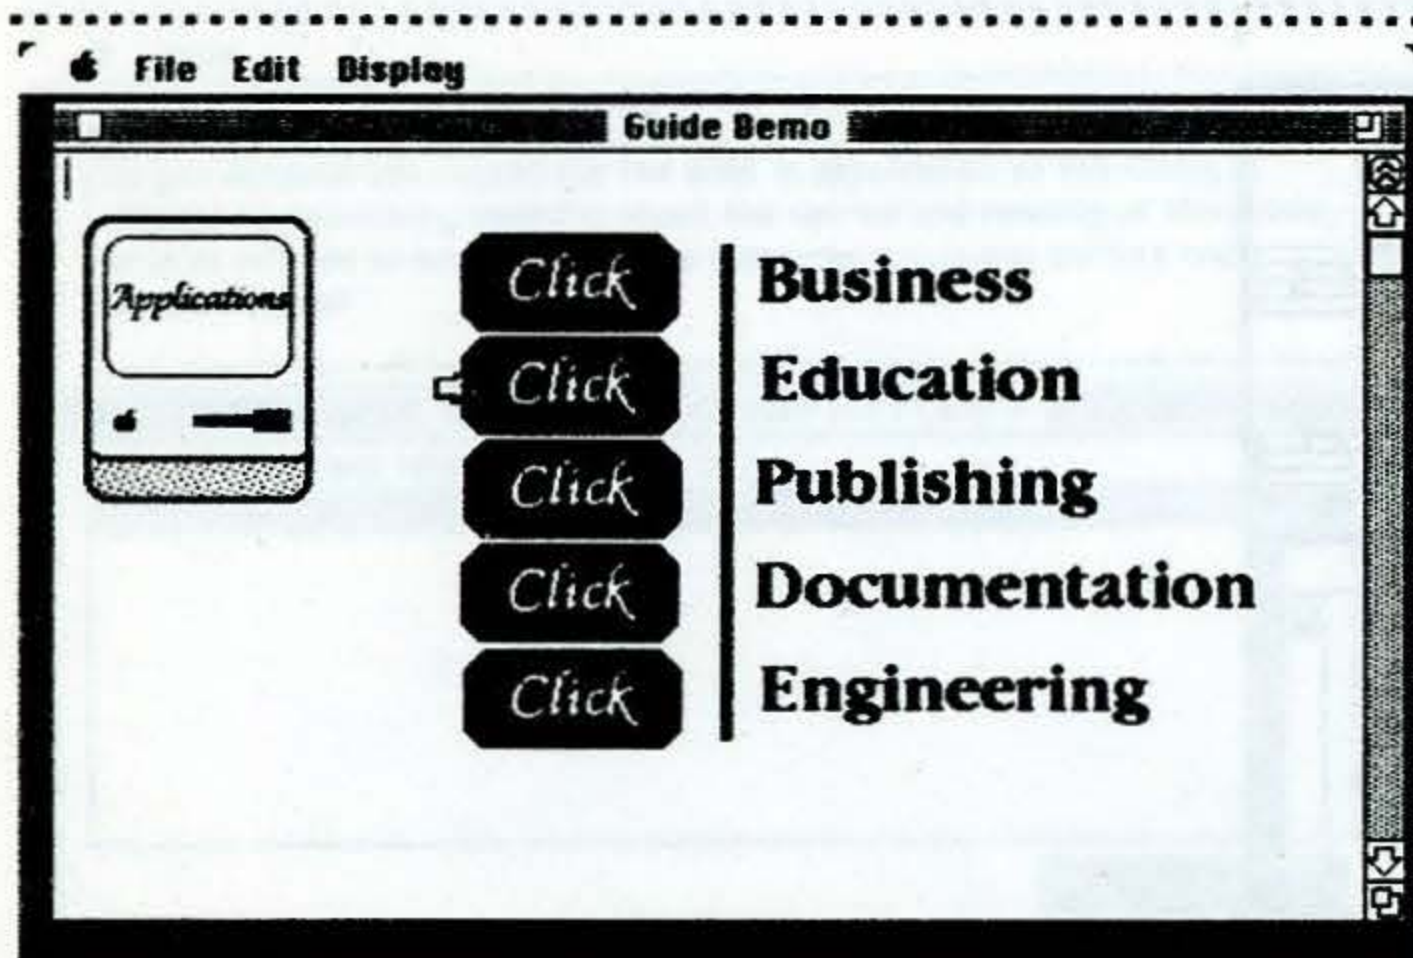 File Edit Display
Guide Demo
Applications
Click Business
Click Education
Click Publishing
Click Documentation
Click Engineering